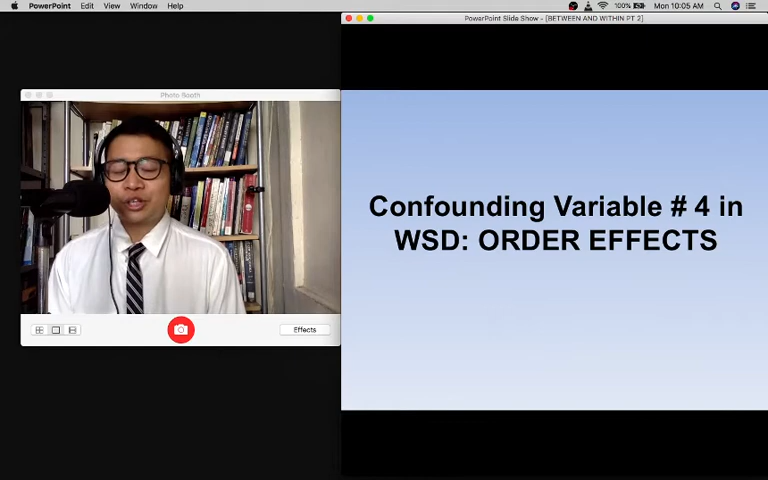 PowerPoint Edit View Window Help
100% Mon 10:05 AM
PowerPoint Slide Show - [BETWEEN AND WITHIN PT 2]
Photo Booth
Confounding Variable # 4 in
WSD: ORDER EFFECTS
Effects